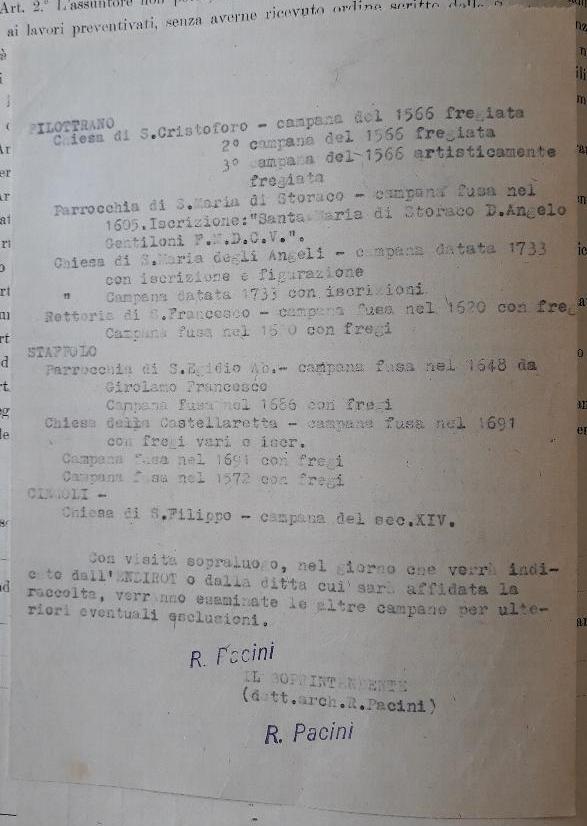 Art. 2.° L'assuntore non
ai lavori preventivati, senza averne ricevuto ordine scritto dalla
FILOTTRANO
Chiesa di S.Cristoforo - campana del 1566 fregiata
2° campana del 1566 fregiata
3° campana del 1566 artisticamente
fregiata
Parrocchia di S.Maria di Storaco - campana fusa nel
1605.Iscrizione:"Santa Maria di Storaco D.Angelo
Gentiloni F.M.D.C.V.".
Chiesa di S.Maria degli Angeli - campana datata 1733
con iscrizione e figurazione
" Campana datata 1733 con iscrizioni
Rettoria di S.Francesco - campana fusa nel 1620 con freg
Campana fusa nel con fregi
STAFFOLO
Parrocchia di S.Egidio Ab.- campana fusa nel 1648 da
Girolamo Francesco
Campana fusa nel 1686 con fregi
Chiesa della Castellaretta - campana fusa nel 1691
con fregi vari e iscr.
Campana fusa nel 1691 con fregi
Campana fusa nel 1572 con fregi
CINGOLI -
Chiesa di S.Filippo - campana del sec.XIV.
Con visita sopraluogo, nel giorno che verrà indi-
cato dall'ENDIROT o dalla ditta cui sarà affidata la
raccolta, verranno esaminate le altre campane per ulte-
riori eventuali esclusioni.
R. Pacini
IL SOPRINTENDENTE
(dott.arch.R.Pacini)
R. Pacini